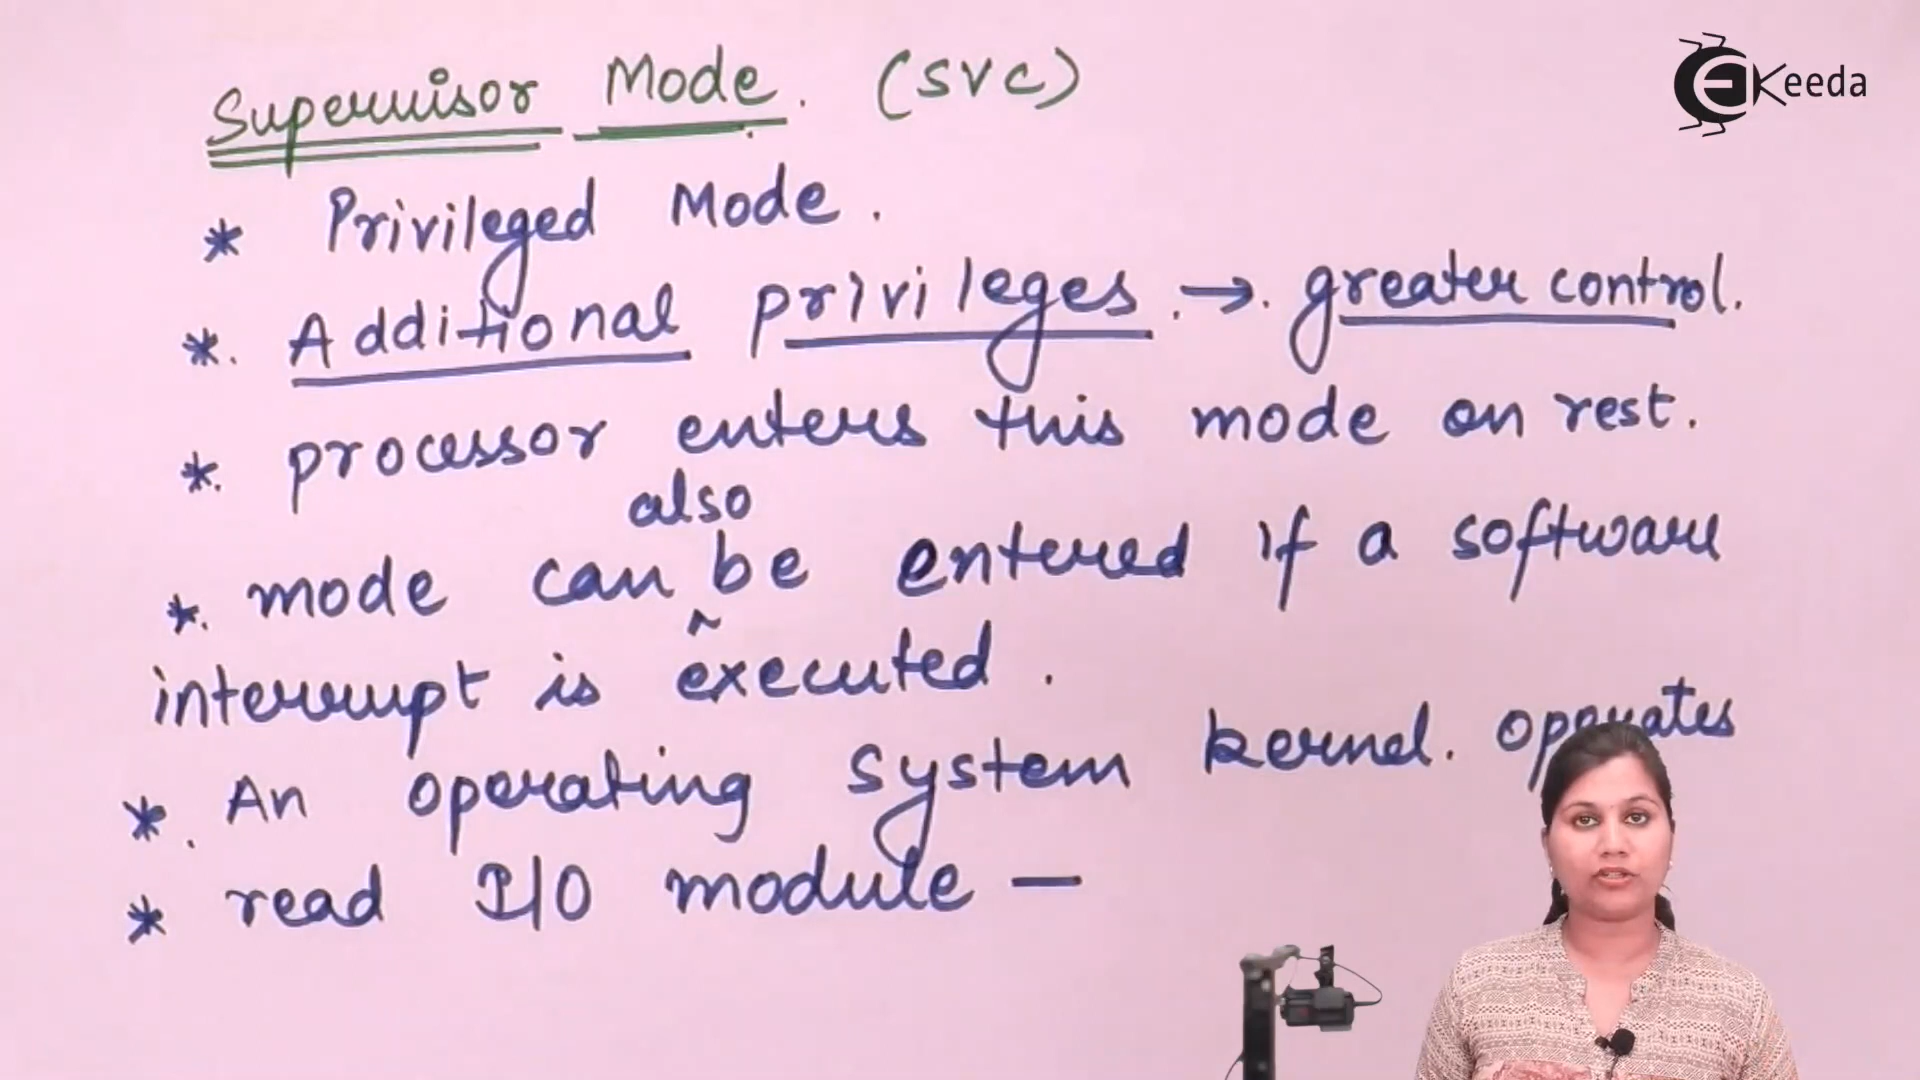 Supervisor Mode. (SVC)
EKeeda
* Privileged Mode.
*. Additional privileges. →. greater control.
*. processor enters this mode on rest.
also
*. mode can be entered if a software
interrupt is executed.
*. An operating system kernel. operates
* read I/O module —